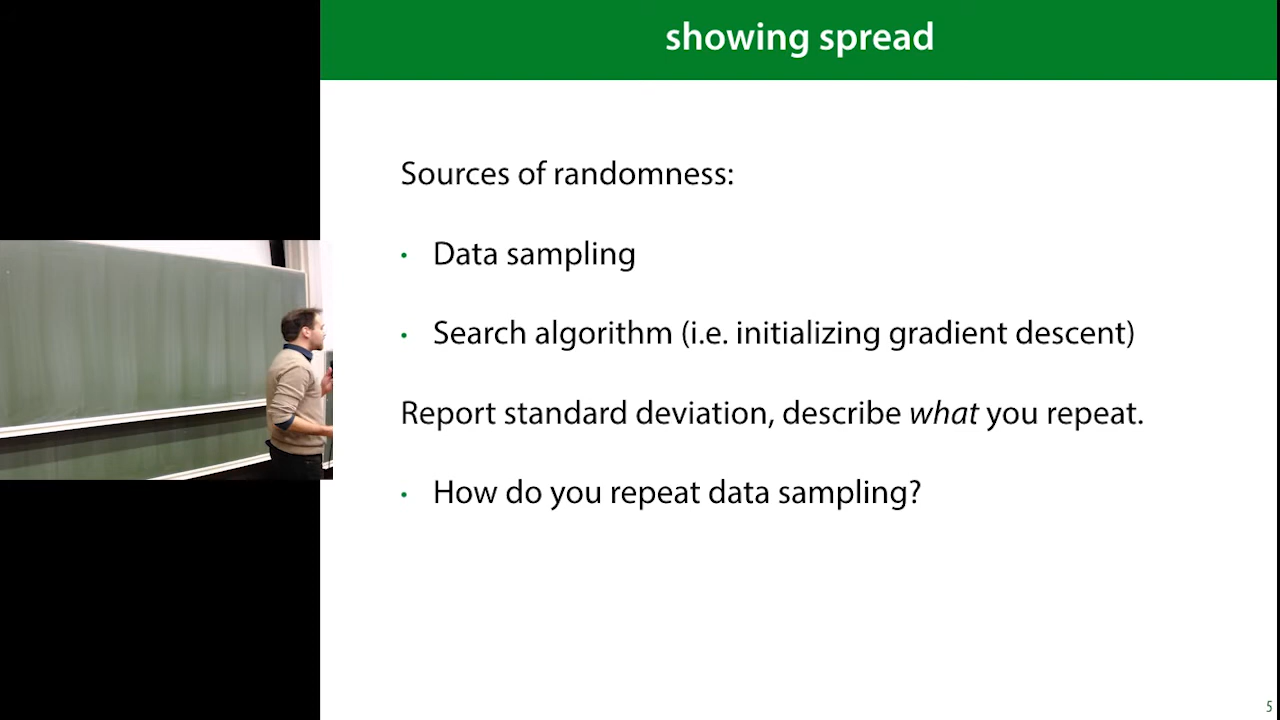 showing spread
Sources of randomness:
• Data sampling
• Search algorithm (i.e. initializing gradient descent)
Report standard deviation, describe what you repeat.
• How do you repeat data sampling?
5